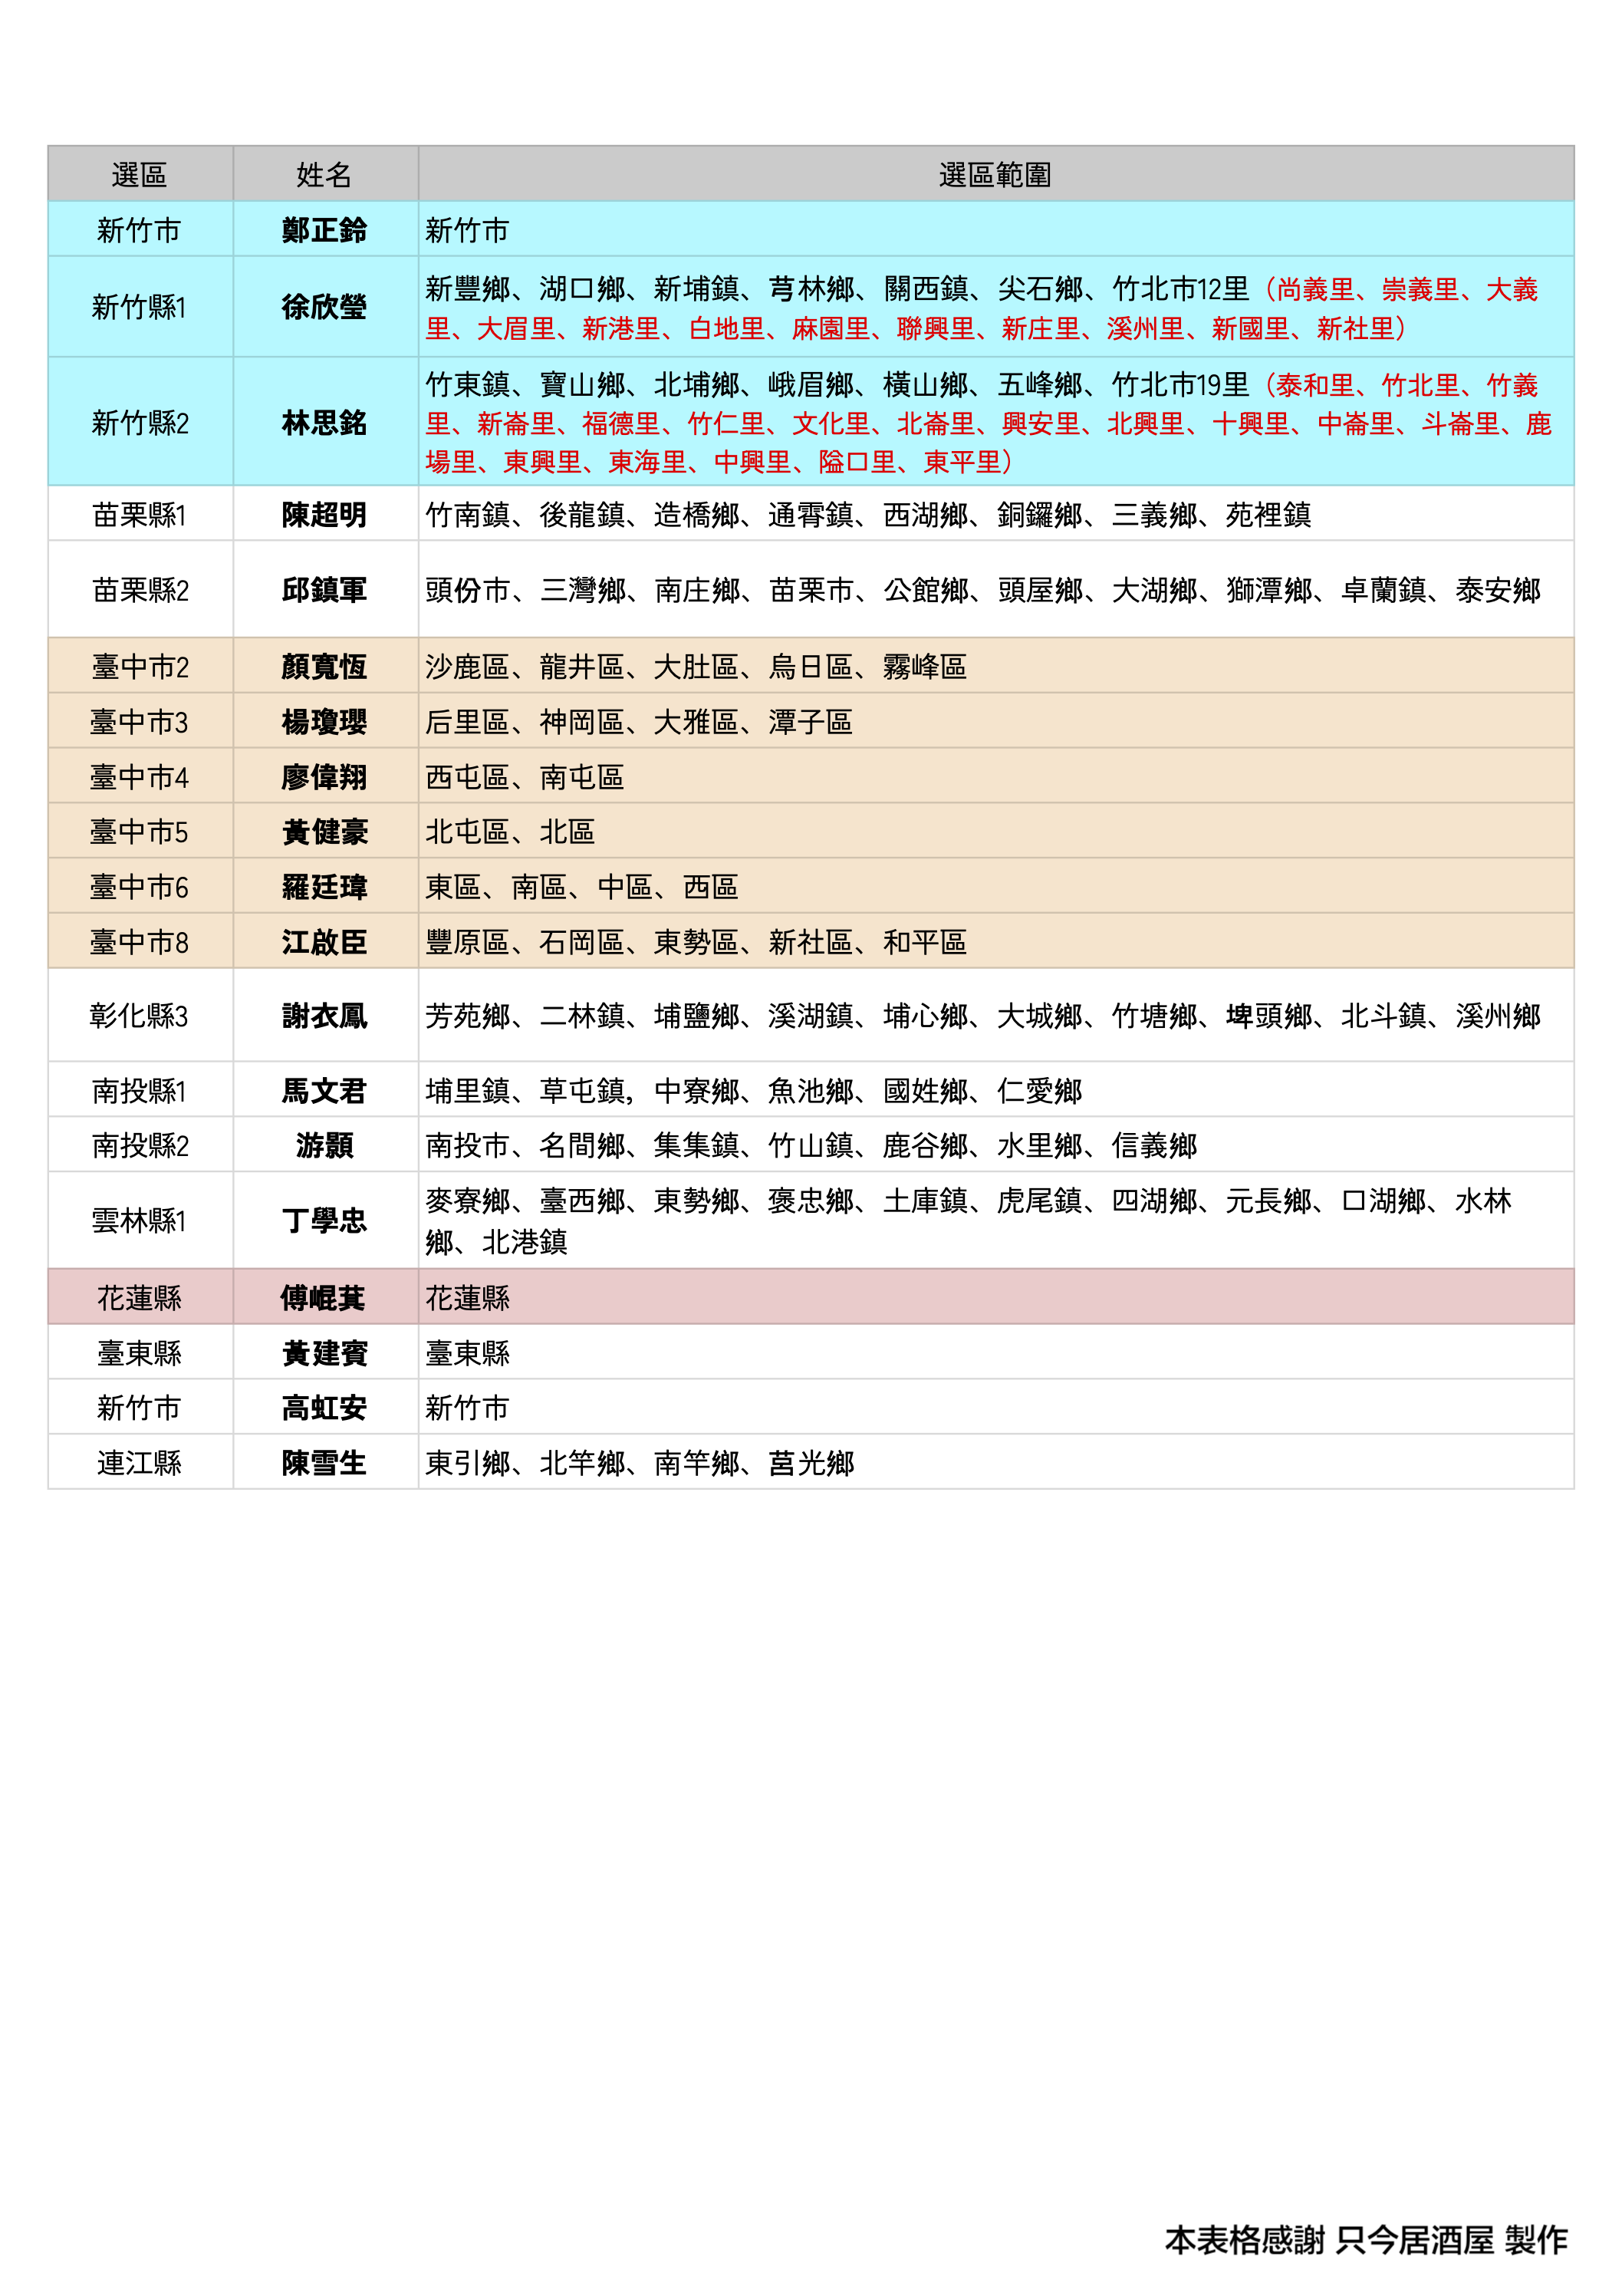 選區 姓名 選區範圍
新竹市 鄭正鈐 新竹市
新豐鄉、湖口鄉、新埔鎮、芎林鄉、關西鎮、尖石鄉、竹北市12里（尚義里、崇義里、大義
新竹縣1 徐欣瑩
里、大眉里、新港里、白地里、麻園里、聯興里、新庄里、溪州里、新國里、新社里）
竹東鎮、寶山鄉、北埔鄉、峨眉鄉、橫山鄉、五峰鄉、竹北市19里（泰和里、竹北里、竹義
新竹縣2 林思銘 里、新崙里、福德里、竹仁里、文化里、北崙里、興安里、北興里、十興里、中崙里、斗崙里、鹿
場里、東興里、東海里、中興里、隘口里、東平里）
苗栗縣1 陳超明 竹南鎮、後龍鎮、造橋鄉、通霄鎮、西湖鄉、銅鑼鄉、三義鄉、苑裡鎮
苗栗縣2 邱鎮軍 頭份市、三灣鄉、南庄鄉、苗栗市、公館鄉、頭屋鄉、大湖鄉、獅潭鄉、卓蘭鎮、泰安鄉
臺中市2 顏寬恆 沙鹿區、龍井區、大肚區、烏日區、霧峰區
臺中市3 楊瓊瓔 后里區、神岡區、大雅區、潭子區
臺中市4 廖偉翔 西屯區、南屯區
臺中市5 黃健豪 北屯區、北區
臺中市6 羅廷瑋 東區、南區、中區、西區
臺中市8 江啟臣 豐原區、石岡區、東勢區、新社區、和平區
彰化縣3 謝衣鳳 芳苑鄉、二林鎮、埔鹽鄉、溪湖鎮、埔心鄉、大城鄉、竹塘鄉、埤頭鄉、北斗鎮、溪州鄉
南投縣1 馬文君 埔里鎮、草屯鎮，中寮鄉、魚池鄉、國姓鄉、仁愛鄉
南投縣2 游顥 南投市、名間鄉、集集鎮、竹山鎮、鹿谷鄉、水里鄉、信義鄉
麥寮鄉、臺西鄉、東勢鄉、褒忠鄉、土庫鎮、虎尾鎮、四湖鄉、元長鄉、口湖鄉、水林
雲林縣1 丁學忠
鄉、北港鎮
花蓮縣 傅崐萁 花蓮縣
臺東縣 黃建賓 臺東縣
新竹市 高虹安 新竹市
連江縣 陳雪生 東引鄉、北竿鄉、南竿鄉、莒光鄉
本表格感謝 只今居酒屋 製作